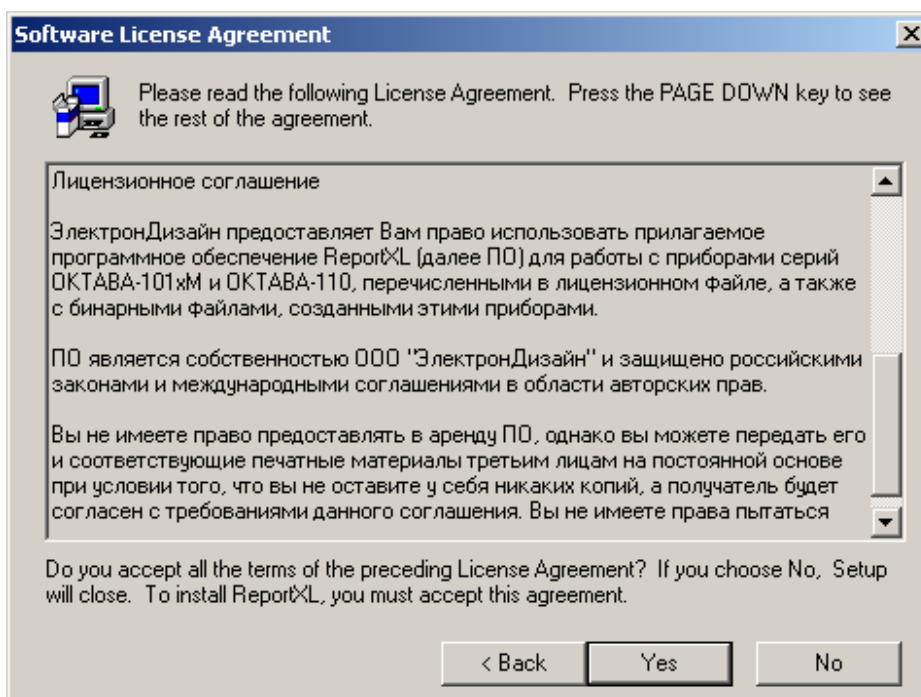 Software License Agreement
Please read the following License Agreement. Press the PAGE DOWN key to see
the rest of the agreement.
Лицензионное соглашение
ЭлектронДизайн предоставляет Вам право использовать прилагаемое
программное обеспечение ReportXL (далее ПО) для работы с приборами серий
ОКТАВА-101хМ и ОКТАВА-110, перечисленными в лицензионном файле, а также
с бинарными файлами, созданными этими приборами.
ПО является собственностью ООО "ЭлектронДизайн" и защищено российскими
законами и международными соглашениями в области авторских прав.
Вы не имеете право предоставлять в аренду ПО, однако вы можете передать его
и соответствующие печатные материалы третьим лицам на постоянной основе
при условии того, что вы не оставите у себя никаких копий, а получатель будет
согласен с требованиями данного соглашения. Вы не имеете права пытаться
Do you accept all the terms of the preceding License Agreement? If you choose No, Setup
will close. To install ReportXL, you must accept this agreement.
< Back Yes No